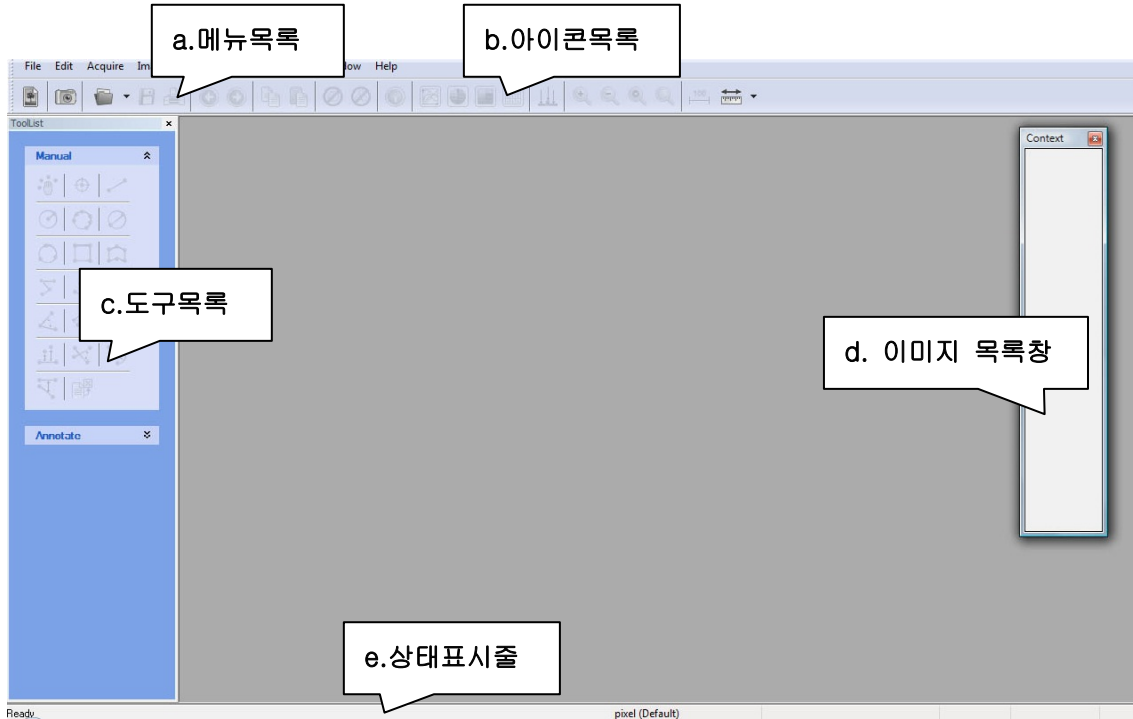 a.메뉴목록
b.아이콘목록
File Edit Acquire Im
low Help
100
ToolList
Manual
Context
c.도구목록
d. 이미지 목록창
Annotate
e.상태표시줄
Ready
pixel (Default)